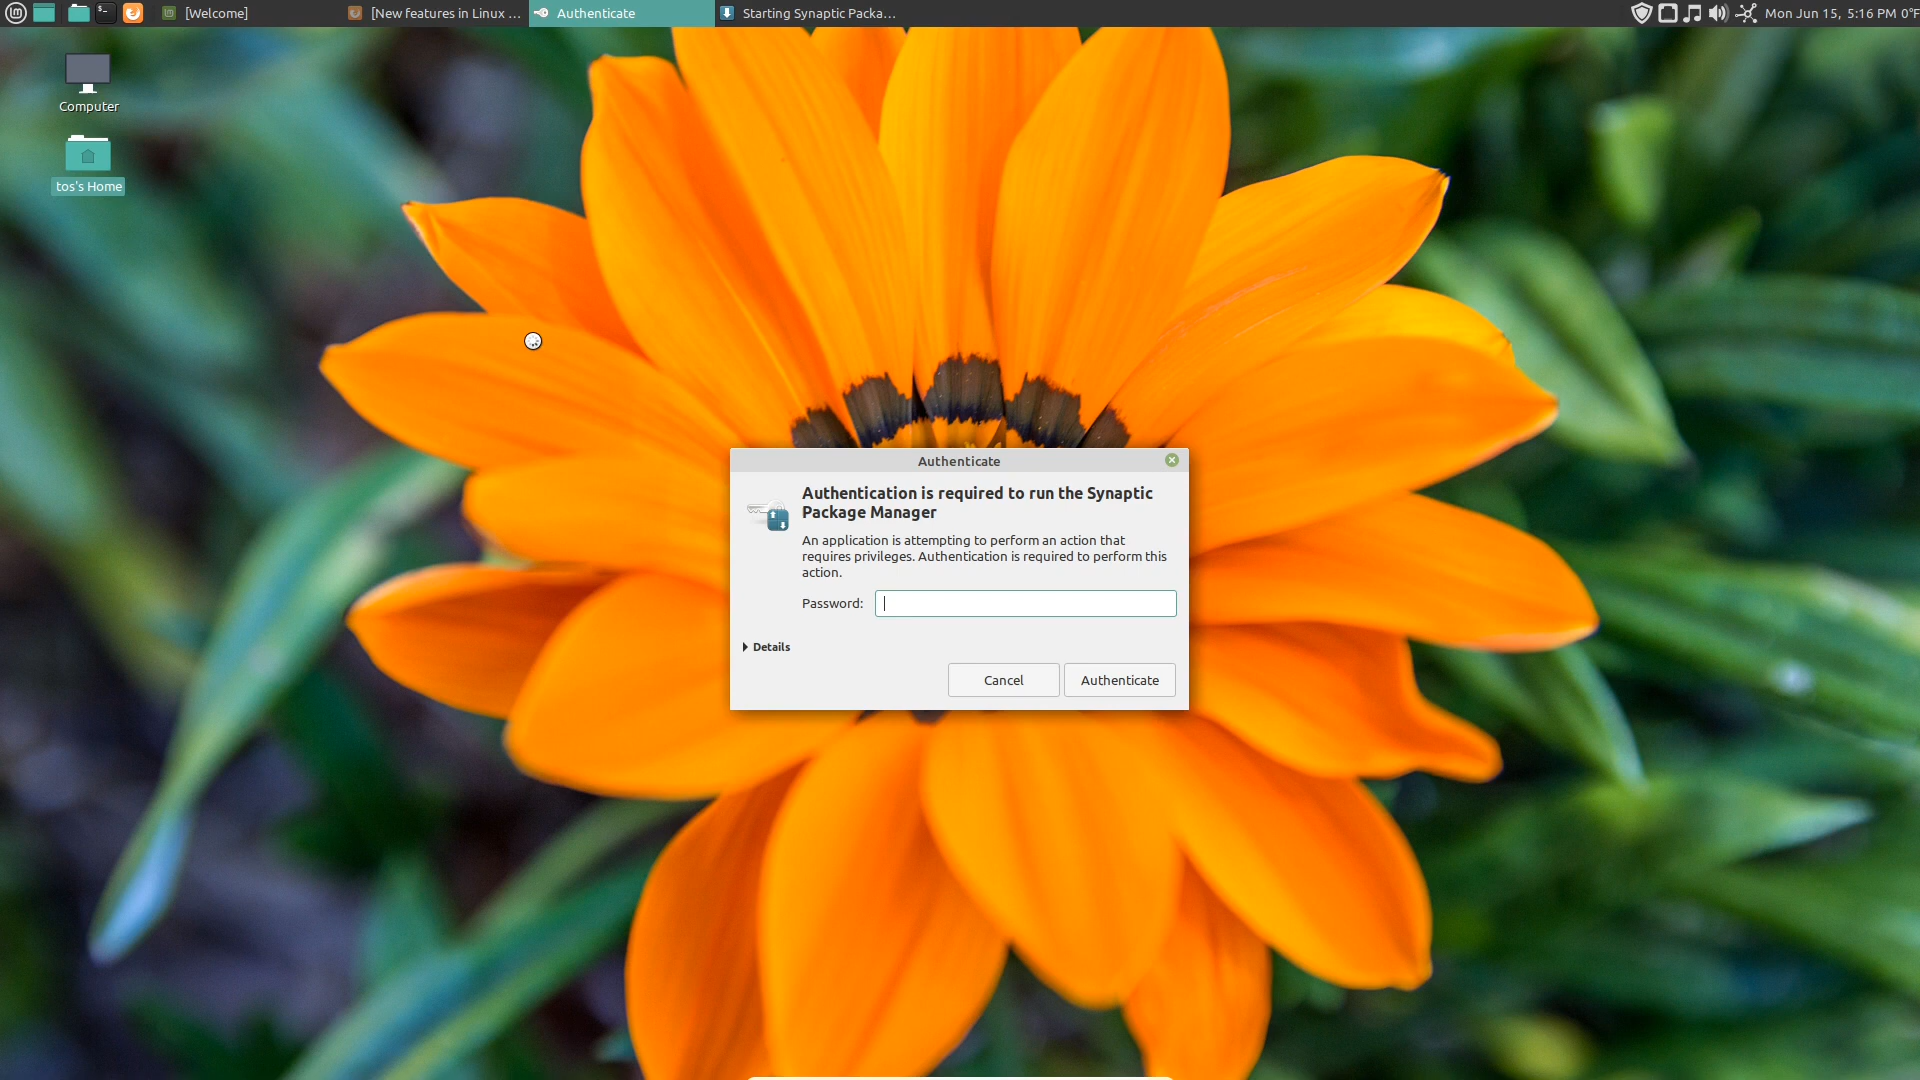 [Welcome]
[New features in Linux ...
Authenticate
Starting Synaptic Packa...
Mon Jun 15, 5:16 PM 0°F
Computer
tos's Home
Authenticate
Authentication is required to run the Synaptic
Package Manager
An application is attempting to perform an action that
requires privileges. Authentication is required to perform this
action.
Password:
Details
Cancel
Authenticate